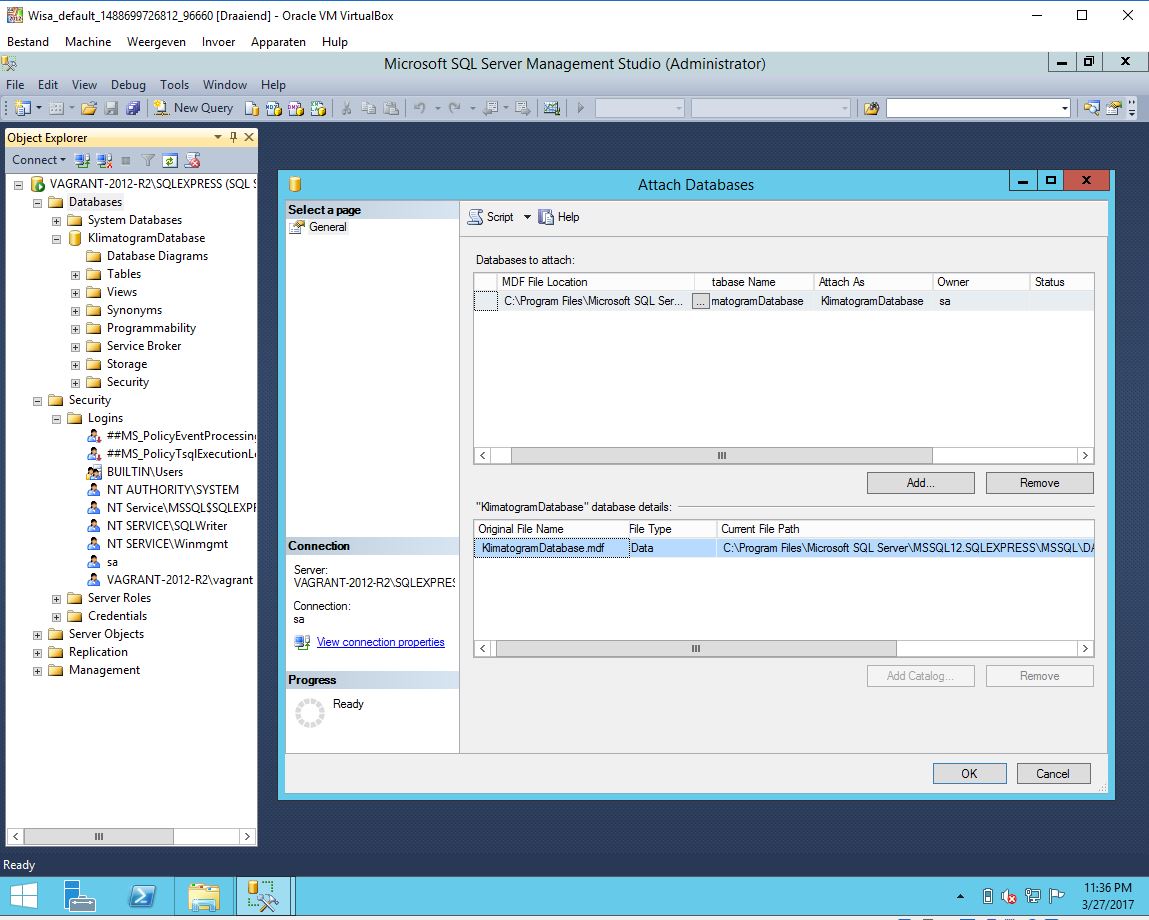 Wisa_default_1488699726812_96660 [Draaiend] - Oracle VM VirtualBox
Bestand Machine Weergeven Invoer Apparaten Hulp
Microsoft SQL Server Management Studio (Administrator)
File Edit View Debug Tools Window Help
New Query
Object Explorer
Connect
VAGRANT-2012-R2\SQLEXPRESS (SQL S
Databases
System Databases
KlimatogramDatabase
Database Diagrams
Tables
Views
Synonyms
Programmability
Service Broker
Storage
Security
Security
Logins
##MS_PolicyEventProcessing
##MS_PolicyTsqlExecutionLo
BUILTIN\Users
NT AUTHORITY\SYSTEM
NT Service\MSSQL$SQLEXPF
NT SERVICE\SQLWriter
NT SERVICE\Winmgmt
sa
VAGRANT-2012-R2\vagrant
Server Roles
Credentials
Server Objects
Replication
Management
Attach Databases
Select a page
General
Script Help
Databases to attach:
MDF File Location tabase Name Attach As Owner Status
C:\Program Files\Microsoft SQL Ser... ... matogramDatabase KlimatogramDatabase sa
Add... Remove
"KlimatogramDatabase" database details:
Original File Name File Type Current File Path
KlimatogramDatabase.mdf Data C:\Program Files\Microsoft SQL Server\MSSQL12.SQLEXPRESS\MSSQL\DA
Add Catalog... Remove
Connection
Server:
VAGRANT-2012-R2\SQLEXPRES
Connection:
sa
View connection properties
Progress
Ready
OK Cancel
Ready
11:36 PM
3/27/2017